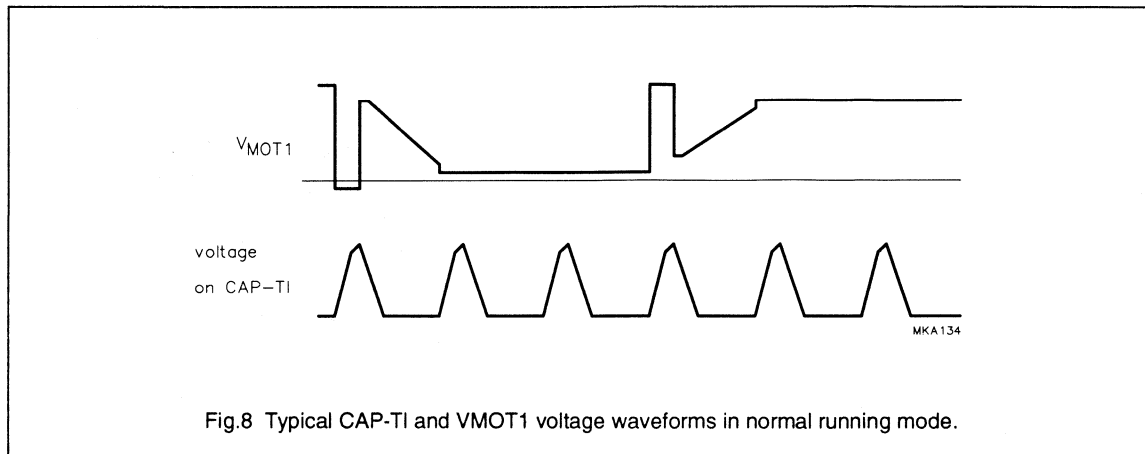 VMOT1
voltage
on CAP-TI
MKA134
Fig.8 Typical CAP-TI and VMOT1 voltage waveforms in normal running mode.